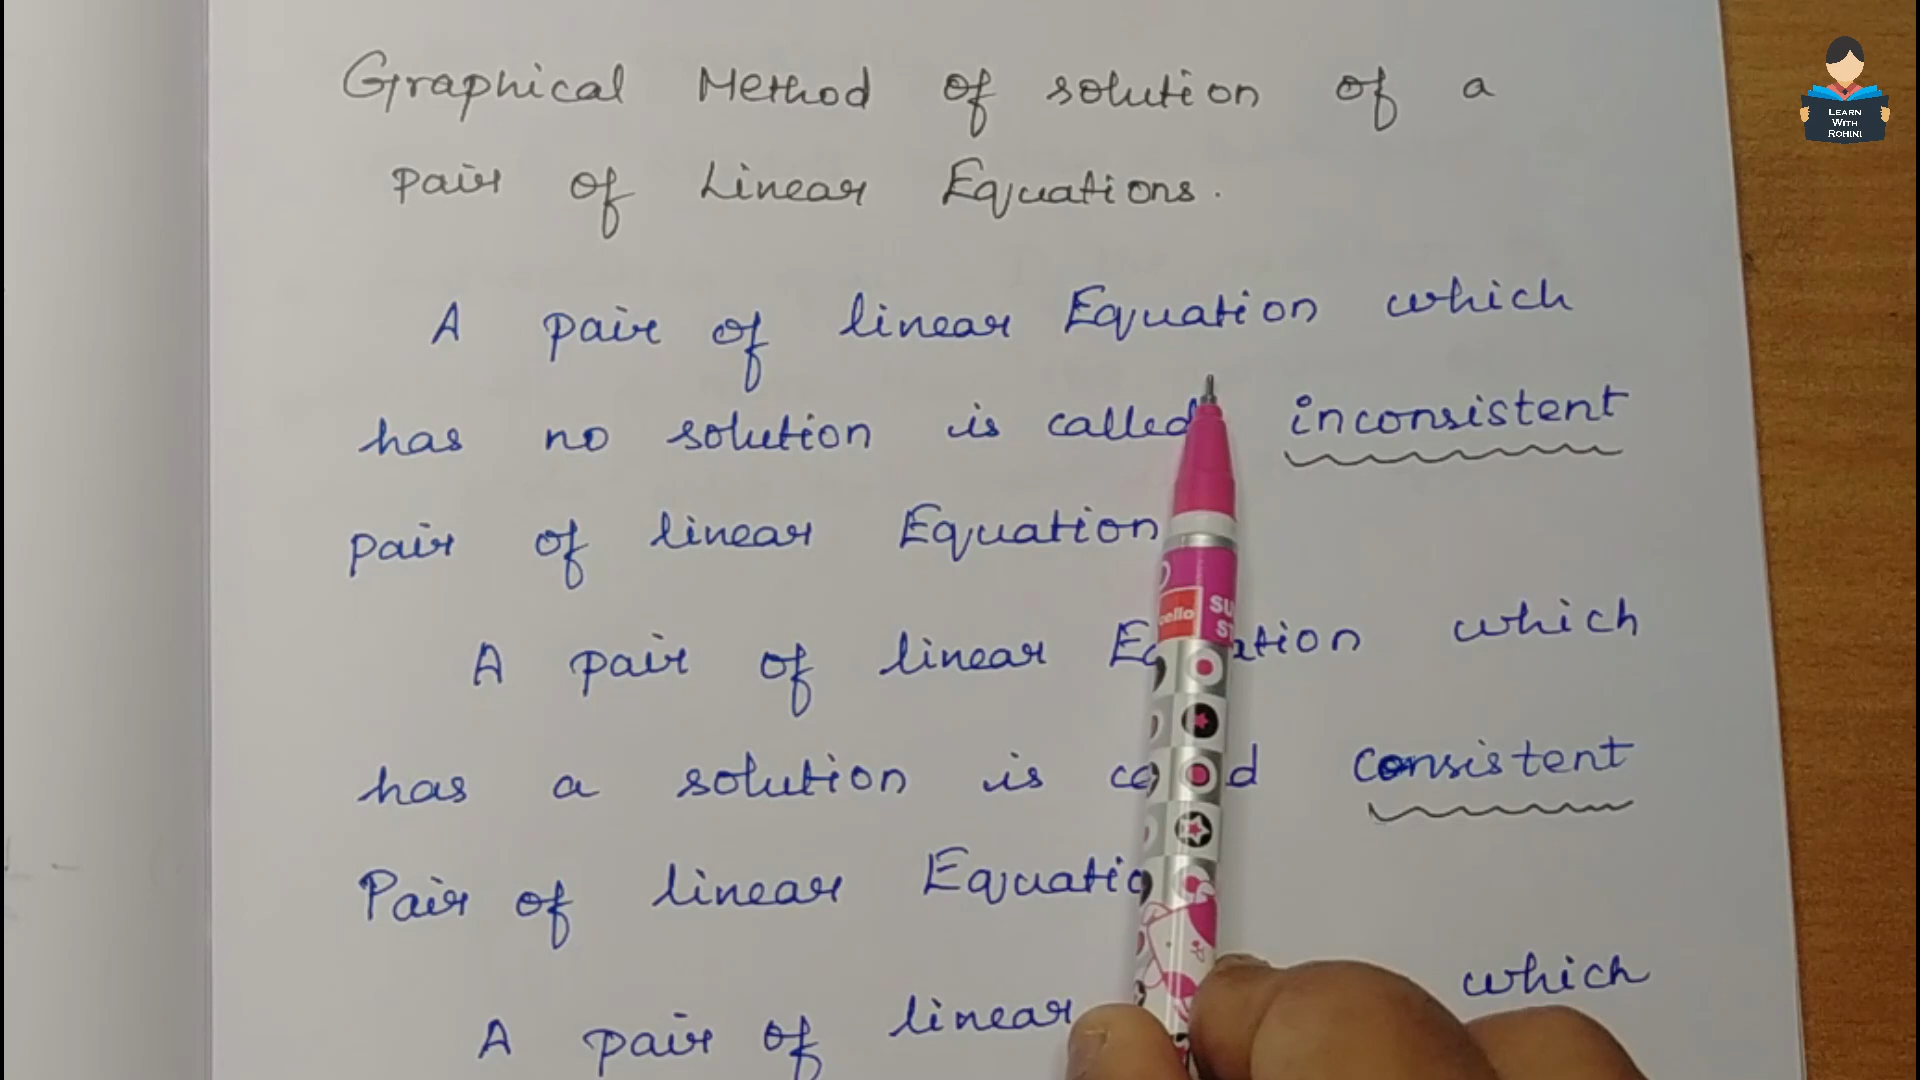 Graphical Method of solution of a
pair of Linear Equations.
A pair of linear Equation which
has no solution is called inconsistent
pair of linear Equation
A pair of linear which
has a solution is consistent
Pair of linear
A pair of linear which
cello
LEARN
WITH
ROHINI